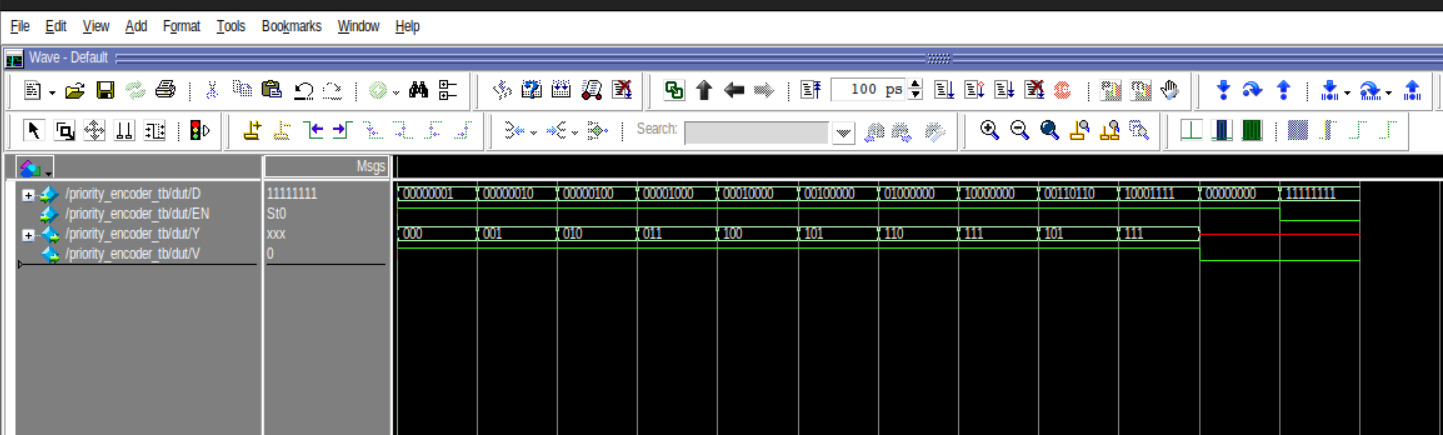 File Edit View Add Format Tools Bookmarks Window Help
Wave - Default
100 ps
Search:
Msgs
/priority_encoder_tb/dut/D 11111111 00000001 00000010 00000100 00001000 00010000 00100000 01000000 10000000 00110110 10001111 00000000 11111111
/priority_encoder_tb/dut/EN St0
/priority_encoder_tb/dut/Y xxx 000 001 010 011 100 101 110 111 101 111
/priority_encoder_tb/dut/V 0